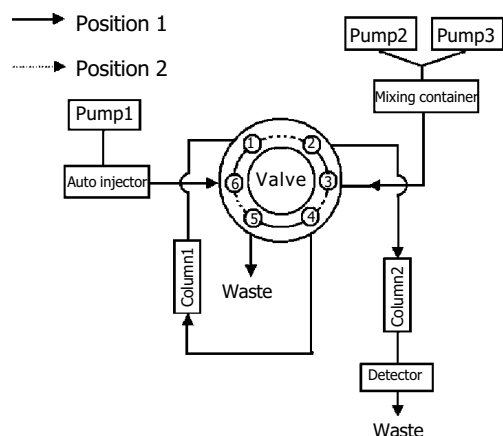 Position 1
Position 2
Pump2
Pump3
Mixing container
Pump1
Auto injector
1
2
6
Valve
3
5
4
Column1
Waste
Column2
Detector
Waste